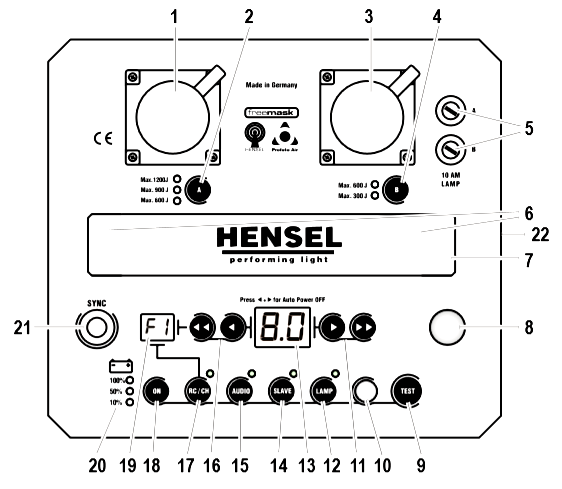 1 2 3 4
Made in Germany
freemask
HENSEL Profoto Air
CE
A
B
5
10 AM
LAMP
Max. 1200J
Max. 900 J
Max. 600 J
A
Max. 600 J
Max. 300 J
B
6
22
7
HENSEL
performing light
Press ◄ + ► for Auto Power OFF
SYNC
21
F1
8.0
8
100%
50%
10%
ON
RC/CH
AUDIO
SLAVE
LAMP
TEST
20 19 18 17 16 15 14 13 12 11 10 9